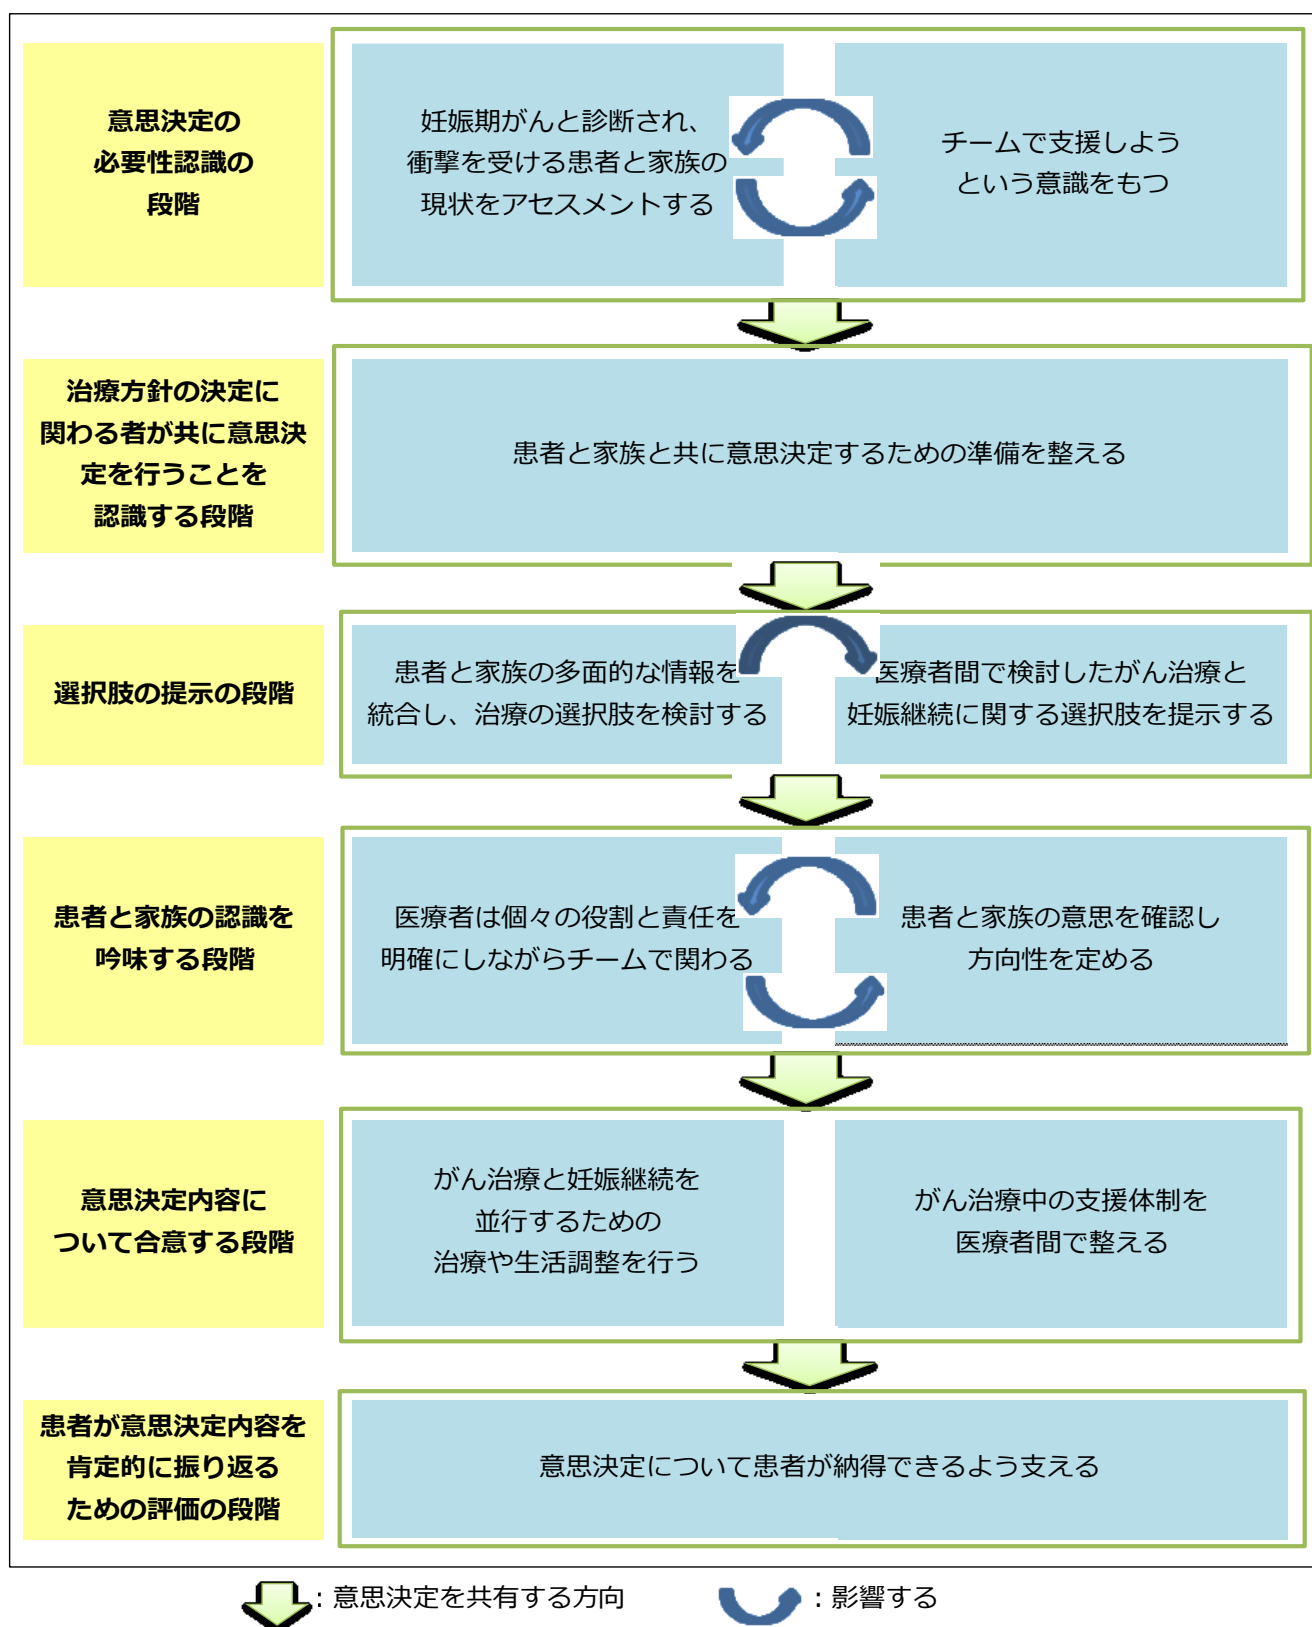 意思決定の
必要性認識の
段階
妊娠期がんと診断され、
衝撃を受ける患者と家族の
現状をアセスメントする
チームで支援しよう
という意識をもつ
治療方針の決定に
関わる者が共に意思決
定を行うことを
認識する段階
患者と家族と共に意思決定するための準備を整える
選択肢の提示の段階
患者と家族の多面的な情報を
統合し、治療の選択肢を検討する
医療者間で検討したがん治療と
妊娠継続に関する選択肢を提示する
患者と家族の認識を
吟味する段階
医療者は個々の役割と責任を
明確にしながらチームで関わる
患者と家族の意思を確認し
方向性を定める
意思決定内容に
ついて合意する段階
がん治療と妊娠継続を
並行するための
治療や生活調整を行う
がん治療中の支援体制を
医療者間で整える
患者が意思決定内容を
肯定的に振り返る
ための評価の段階
意思決定について患者が納得できるよう支える
：意思決定を共有する方向
：影響する